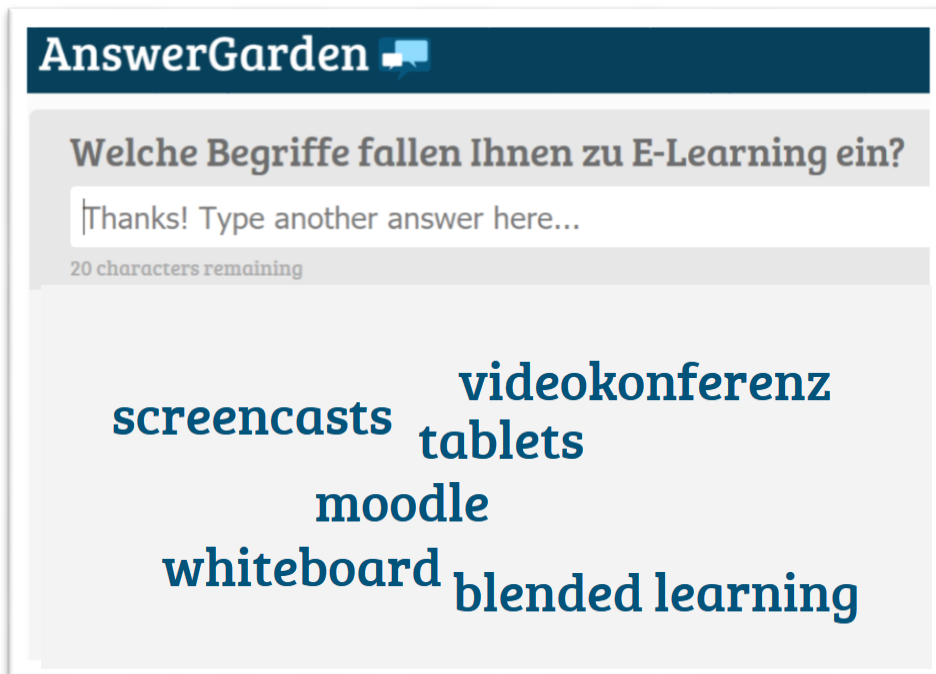 AnswerGarden
Welche Begriffe fallen Ihnen zu E-Learning ein?
Thanks! Type another answer here...
20 characters remaining
videokonferenz
screencasts
tablets
moodle
whiteboard
blended learning